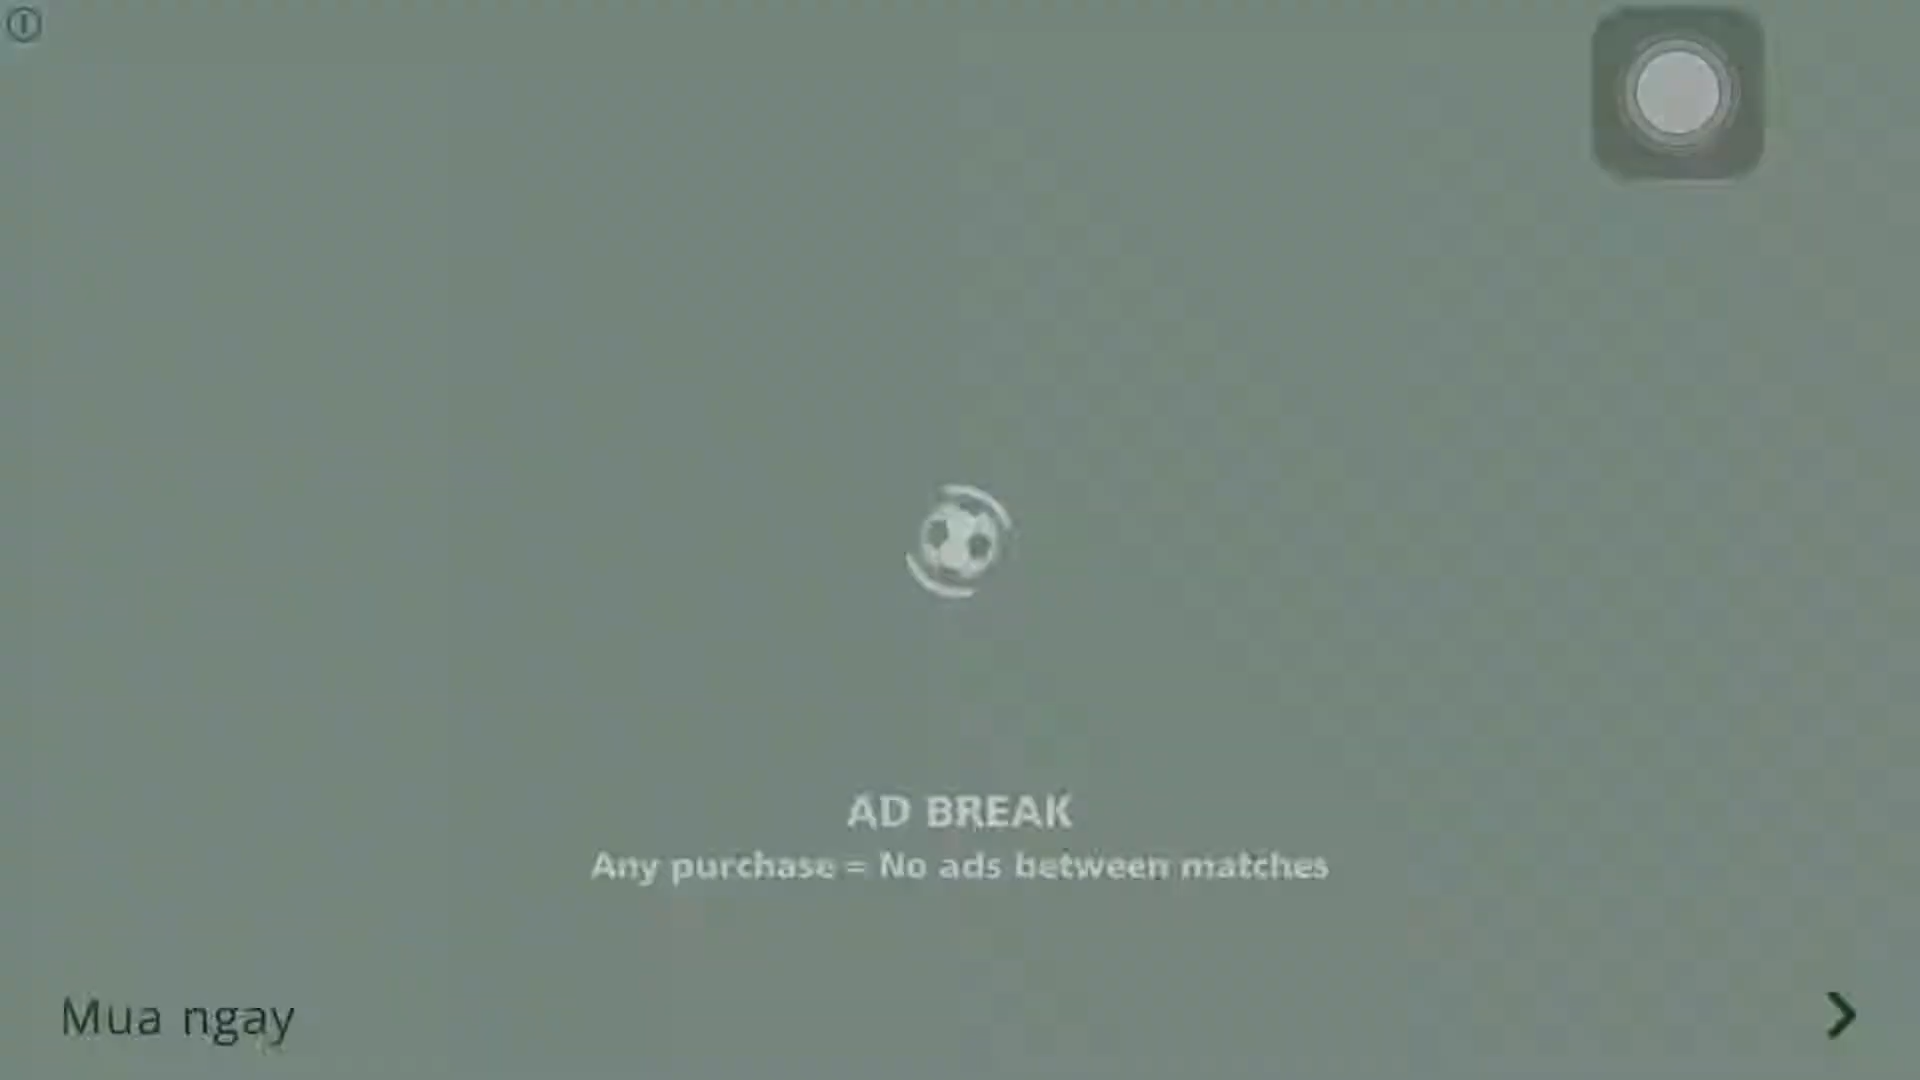 AD BREAK
Any purchase = No ads between matches
Mua ngay